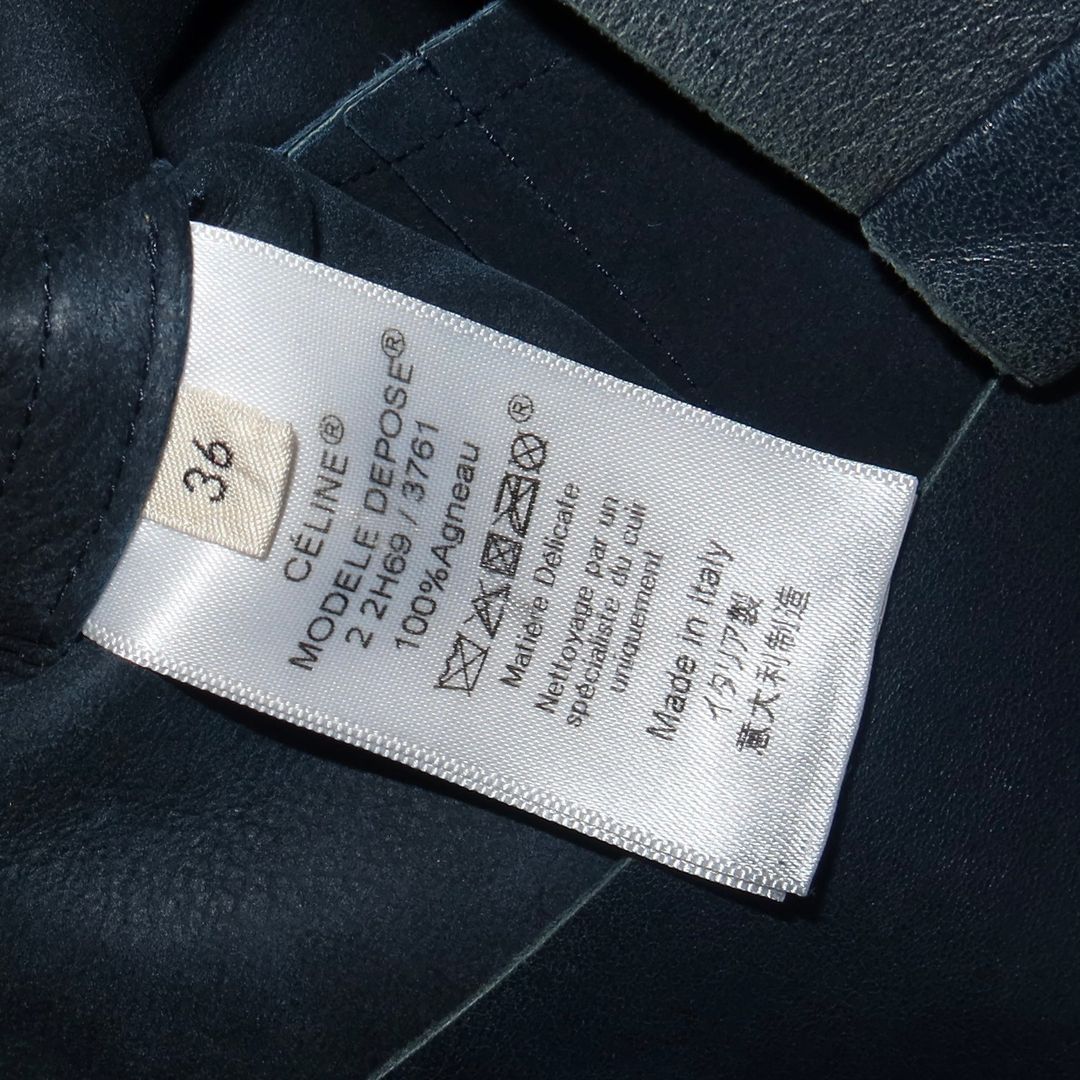 36
CÉLINE®
MODELE DEPOSE®
2 2H69 / 3761
100%Agneau
®
Matière Délicate
Nettoyage par un
spécialiste du cuir
uniquement
Made in Italy
イタリア製
意大利制造